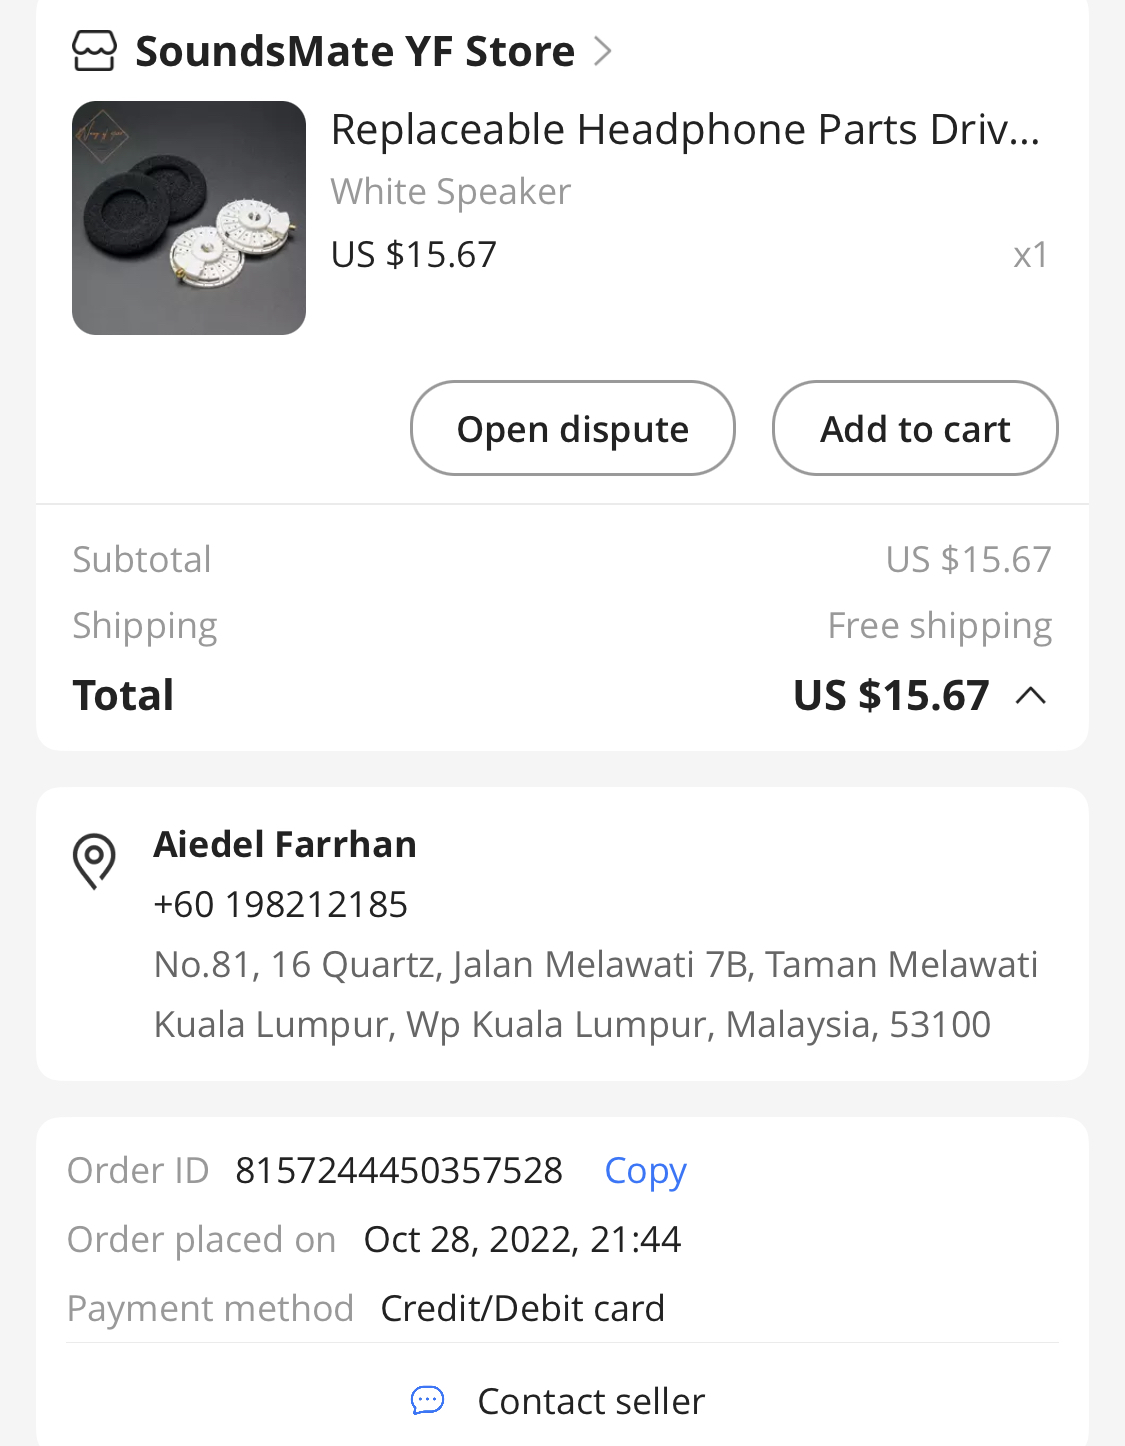 SoundsMate YF Store
Replaceable Headphone Parts Driv...
White Speaker
US $15.67 x1
Open dispute Add to cart
Subtotal US $15.67
Shipping Free shipping
Total US $15.67
Aiedel Farrhan
+60 198212185
No.81, 16 Quartz, Jalan Melawati 7B, Taman Melawati
Kuala Lumpur, Wp Kuala Lumpur, Malaysia, 53100
Order ID 8157244450357528 Copy
Order placed on Oct 28, 2022, 21:44
Payment method Credit/Debit card
Contact seller